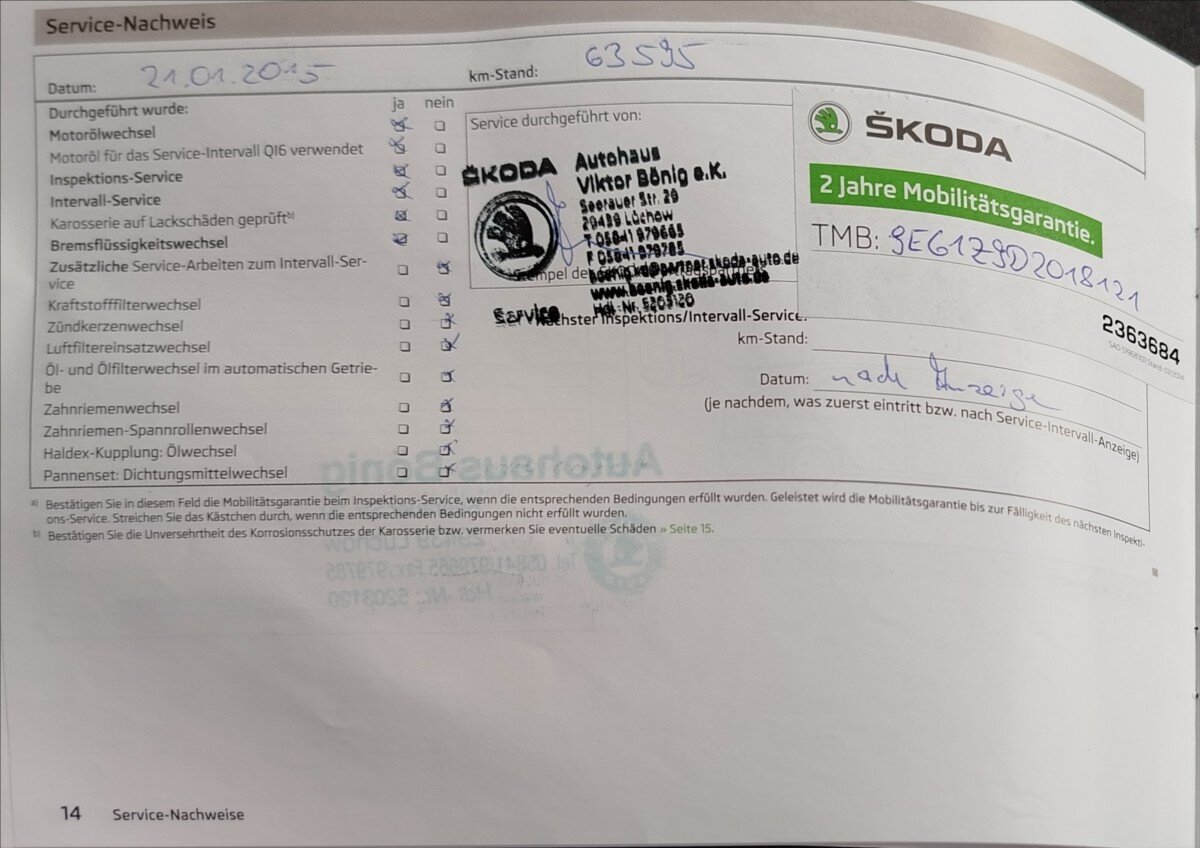 Service-Nachweis
Datum: 21.01.2015
km-Stand: 63595
Durchgeführt wurde: ja nein
Motorölwechsel
Motoröl für das Service-Intervall QI6 verwendet
Inspektions-Service
Intervall-Service
Karosserie auf Lackschäden geprüft b)
Bremsflüssigkeitswechsel
Zusätzliche Service-Arbeiten zum Intervall-Ser-
vice
Kraftstofffilterwechsel
Zündkerzenwechsel
Luftfiltereinsatzwechsel
Öl- und Ölfilterwechsel im automatischen Getrie-
be
Zahnriemenwechsel
Zahnriemen-Spannrollenwechsel
Haldex-Kupplung: Ölwechsel
Pannenset: Dichtungsmittelwechsel
Service durchgeführt von:
ŠKODA
Service
Autohaus
Viktor Bönig e.K.
Seerauer Str. 29
29439 Lüchow
T 05841 979665
F 05841 979785
boenig.kd@partner.skoda-auto.de
www.boenig.skoda-auto.de
Hdl.-Nr. 5203120
ŠKODA
2 Jahre Mobilitätsgarantie.
TMB: 9E61Z9D2018121
2363684
Nächster Inspektions/Intervall-Service.
km-Stand:
Datum: nach Anzeige
(je nachdem, was zuerst eintritt bzw. nach Service-Intervall-Anzeige)
a) Bestätigen Sie in diesem Feld die Mobilitätsgarantie beim Inspektions-Service, wenn die entsprechenden Bedingungen erfüllt wurden. Geleistet wird die Mobilitätsgarantie bis zur Fälligkeit des nächsten Inspekti-
ons-Service. Streichen Sie das Kästchen durch, wenn die entsprechenden Bedingungen nicht erfüllt wurden.
b) Bestätigen Sie die Unversehrtheit des Korrosionsschutzes der Karosserie bzw. vermerken Sie eventuelle Schäden » Seite 15.
14 Service-Nachweise